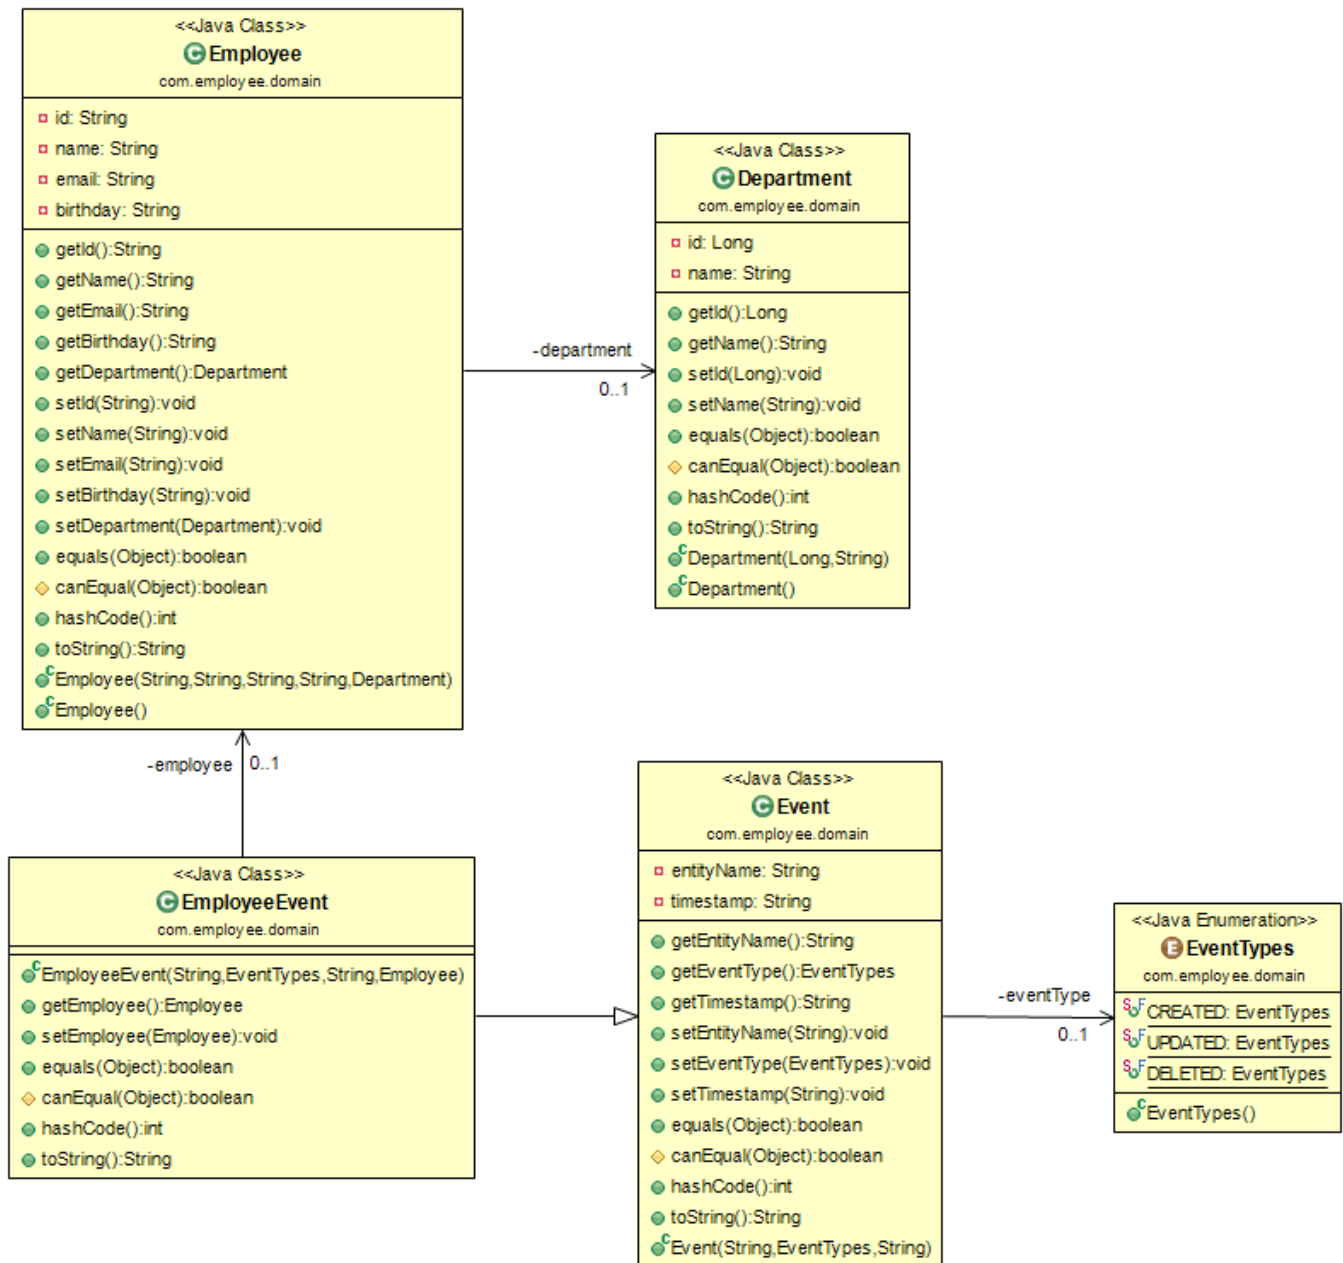 <<Java Class>>
Employee
com.employee.domain
id: String
name: String
email: String
birthday: String
getId():String
getName():String
getEmail():String
getBirthday():String
getDepartment():Department
setId(String):void
setName(String):void
setEmail(String):void
setBirthday(String):void
setDepartment(Department):void
equals(Object):boolean
canEqual(Object):boolean
hashCode():int
toString():String
Employee(String,String,String,String,Department)
Employee()
-department
0..1
<<Java Class>>
Department
com.employee.domain
id: Long
name: String
getId():Long
getName():String
setId(Long):void
setName(String):void
equals(Object):boolean
canEqual(Object):boolean
hashCode():int
toString():String
Department(Long,String)
Department()
-employee
0..1
<<Java Class>>
EmployeeEvent
com.employee.domain
EmployeeEvent(String,EventTypes,String,Employee)
getEmployee():Employee
setEmployee(Employee):void
equals(Object):boolean
canEqual(Object):boolean
hashCode():int
toString():String
<<Java Class>>
Event
com.employee.domain
entityName: String
timestamp: String
getEntityName():String
getEventType():EventTypes
getTimestamp():String
setEntityName(String):void
setEventType(EventTypes):void
setTimestamp(String):void
equals(Object):boolean
canEqual(Object):boolean
hashCode():int
toString():String
Event(String,EventTypes,String)
-eventType
0..1
<<Java Enumeration>>
EventTypes
com.employee.domain
CREATED: EventTypes
UPDATED: EventTypes
DELETED: EventTypes
EventTypes()